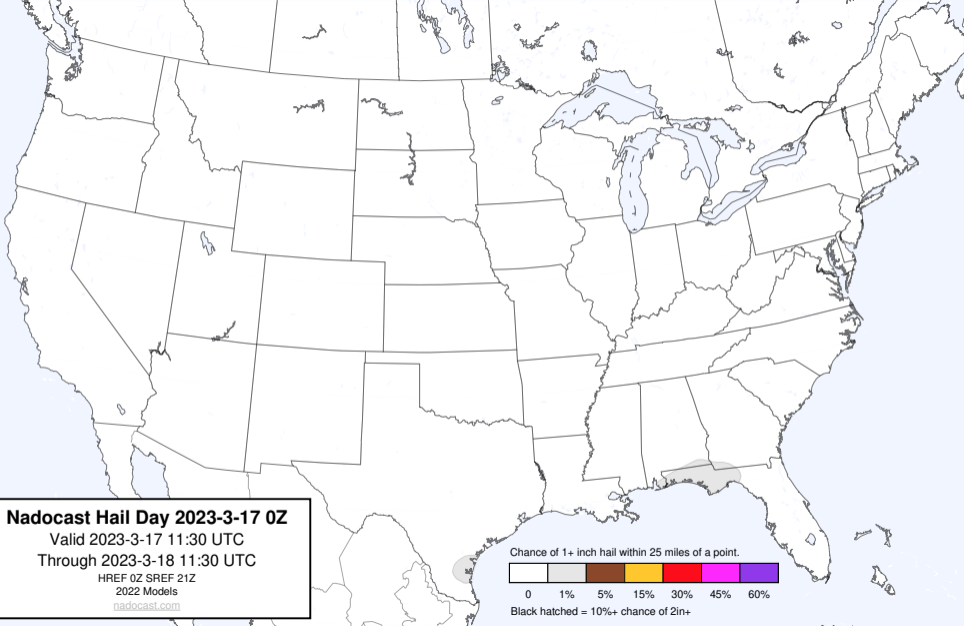 Nadocast Hail Day 2023-3-17 0Z
Valid 2023-3-17 11:30 UTC
Through 2023-3-18 11:30 UTC
HREF 0Z SREF 21Z
2022 Models
nadocast.com
Chance of 1+ inch hail within 25 miles of a point.
0 1% 5% 15% 30% 45% 60%
Black hatched = 10%+ chance of 2in+